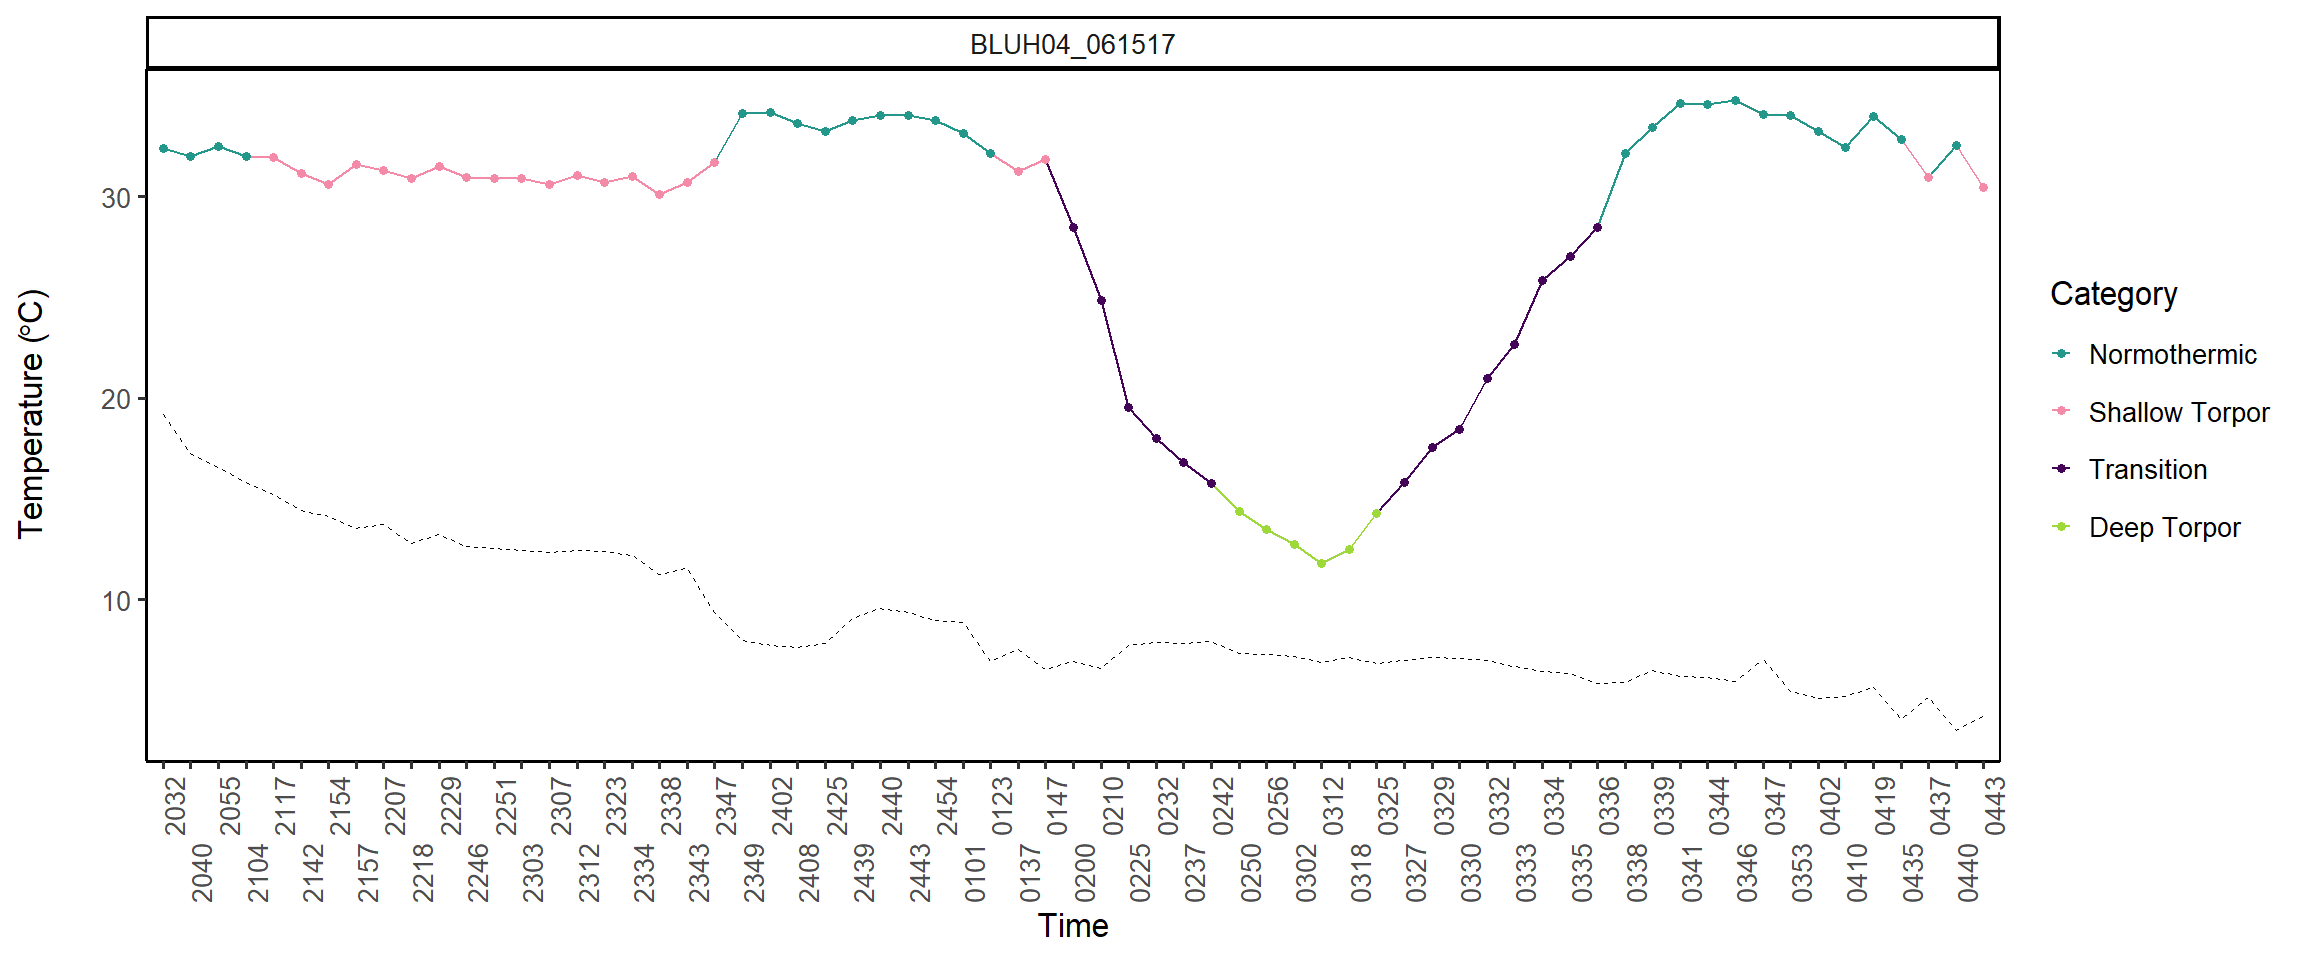 BLUH04_061517
Temperature (°C)
30
20
10
2032 2055 2117 2154 2207 2229 2251 2307 2323 2338 2347 2402 2425 2440 2454 0123 0147 0210 0232 0242 0256 0312 0325 0329 0332 0334 0336 0339 0344 0347 0402 0419 0437 0443
2040 2104 2142 2157 2218 2246 2303 2312 2334 2343 2349 2408 2439 2443 0101 0137 0200 0225 0237 0250 0302 0318 0327 0330 0333 0335 0338 0341 0346 0353 0410 0435 0440
Time
Category
Normothermic
Shallow Torpor
Transition
Deep Torpor